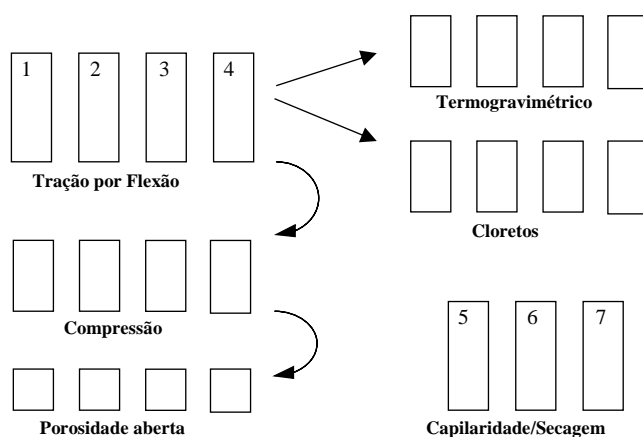 1 2 3 4
Tração por Flexão
Termogravimétrico
Cloretos
Compressão
Porosidade aberta
5 6 7
Capilaridade/Secagem